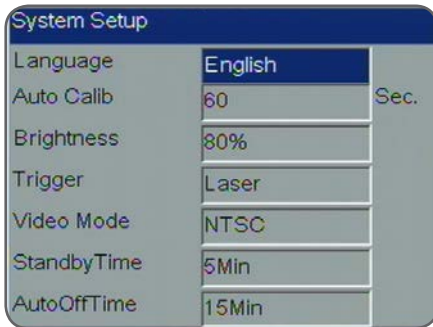 System Setup
Language English
Auto Calib 60 Sec.
Brightness 80%
Trigger Laser
Video Mode NTSC
StandbyTime 5Min
AutoOffTime 15Min